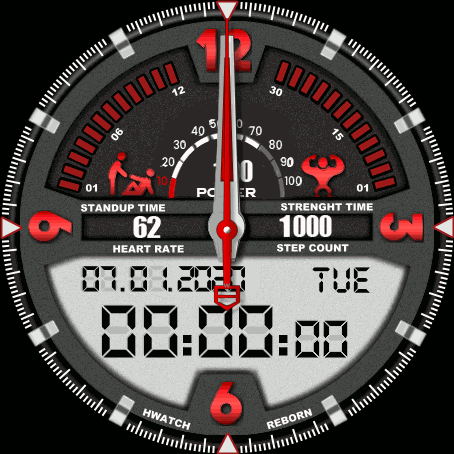 12
12 30
06 15
01 01
10 20 30 40 50 60 70 80 90 100
POWER
STANDUP TIME STRENGHT TIME
9 62 1000 3
HEART RATE STEP COUNT
TUE
00:00:00
6
HWATCH REBORN